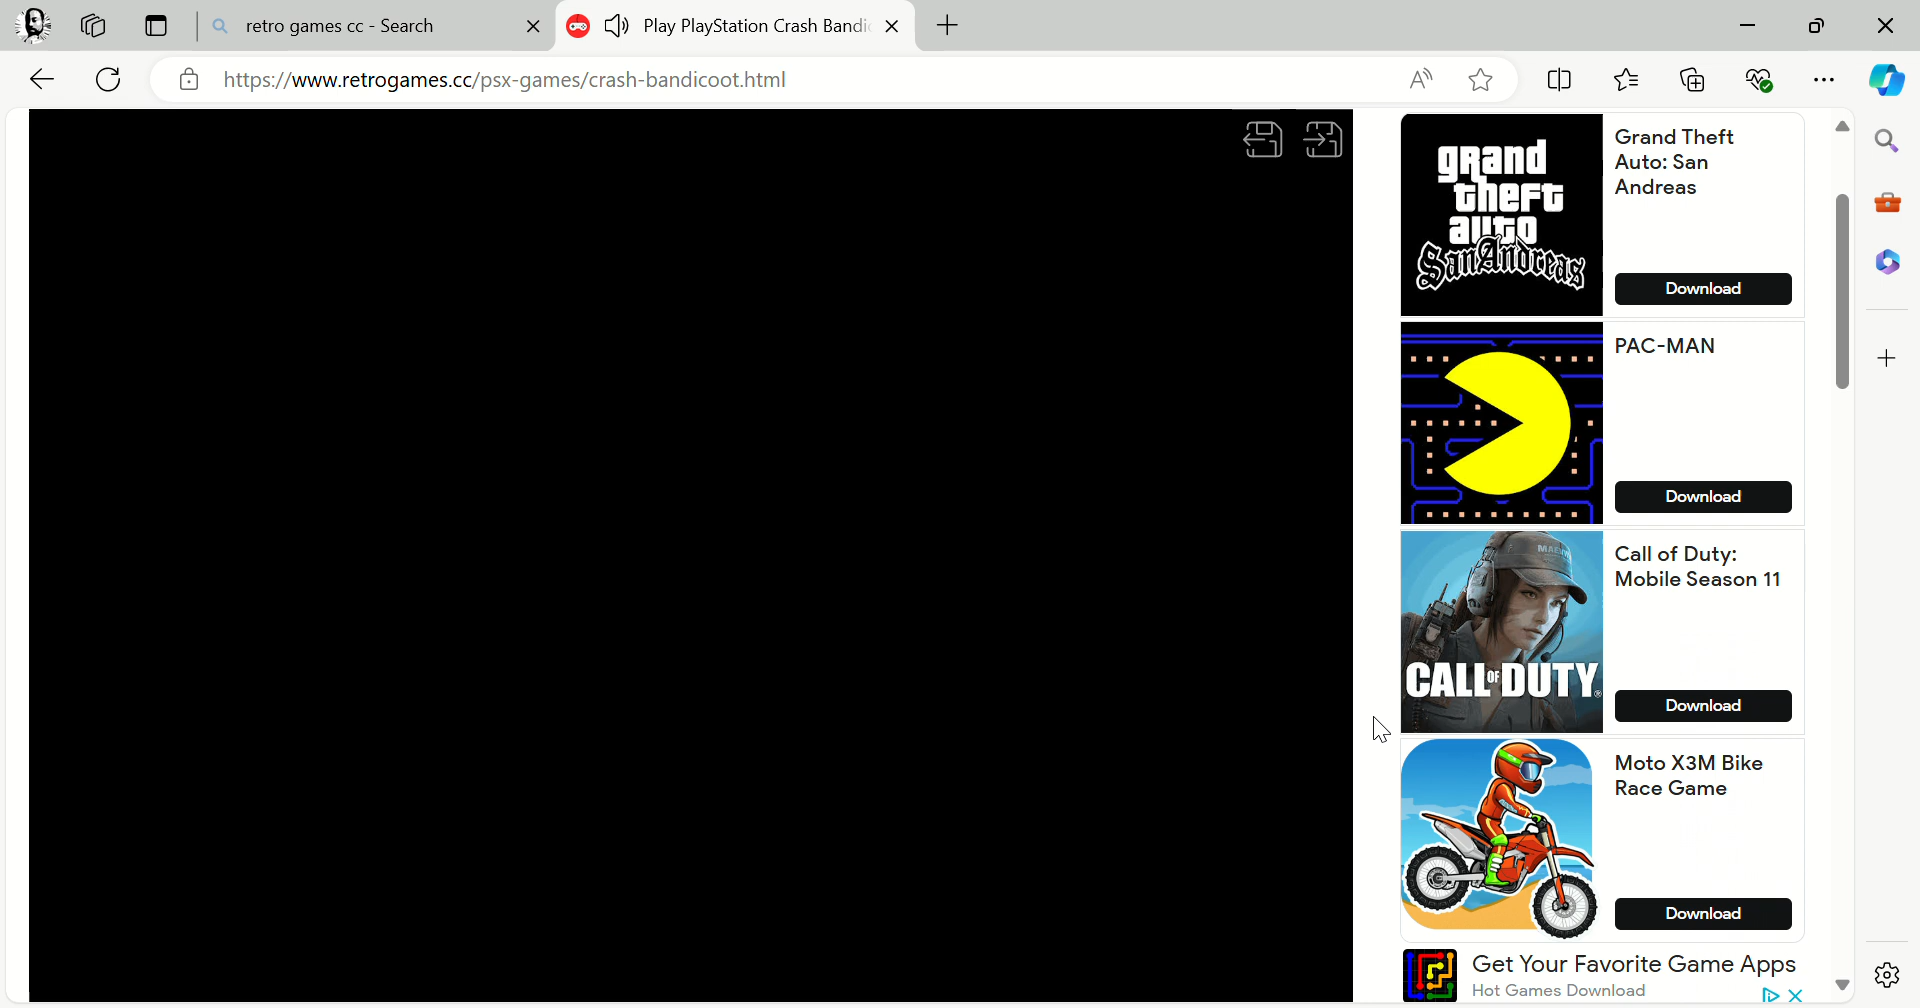 retro games cc - Search
Play PlayStation Crash Bandic
https://www.retrogames.cc/psx-games/crash-bandicoot.html
grand
theft
auto
San Andreas
Grand Theft
Auto: San
Andreas
Download
PAC-MAN
Download
CALL OF DUTY
Call of Duty:
Mobile Season 11
Download
Moto X3M Bike
Race Game
Download
Get Your Favorite Game Apps
Hot Games Download